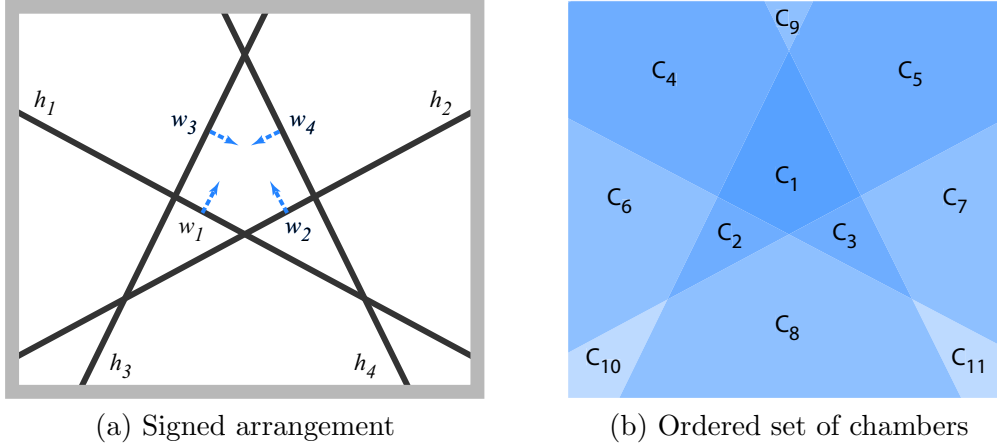 h₁
h₂
w₃
w₄
w₁
w₂
h₃
h₄
(a) Signed arrangement
C₉
C₄
C₅
C₁
C₆
C₇
C₂
C₃
C₈
C₁₀
C₁₁
(b) Ordered set of chambers